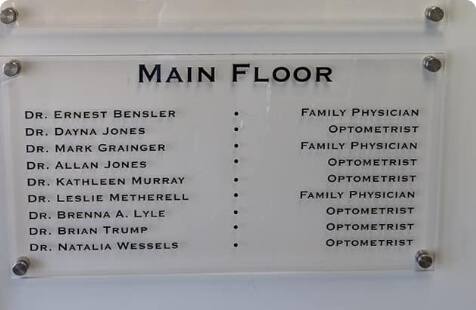 MAIN FLOOR
DR. ERNEST BENSLER • FAMILY PHYSICIAN
DR. DAYNA JONES • OPTOMETRIST
DR. MARK GRAINGER • FAMILY PHYSICIAN
DR. ALLAN JONES • OPTOMETRIST
DR. KATHLEEN MURRAY • OPTOMETRIST
DR. LESLIE METHERELL • FAMILY PHYSICIAN
DR. BRENNA A. LYLE • OPTOMETRIST
DR. BRIAN TRUMP • OPTOMETRIST
DR. NATALIA WESSELS • OPTOMETRIST